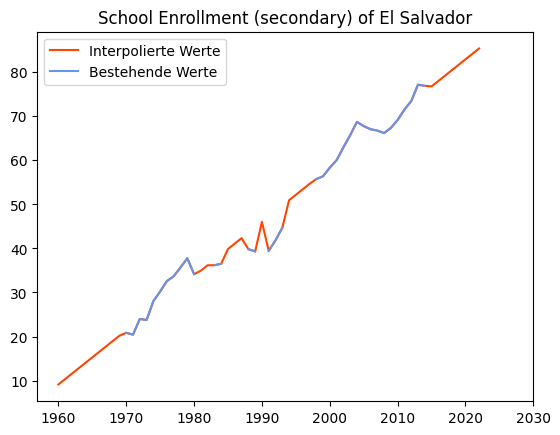 School Enrollment (secondary) of El Salvador
Interpolierte Werte
Bestehende Werte
80
70
60
50
40
30
20
10
1960 1970 1980 1990 2000 2010 2020 2030